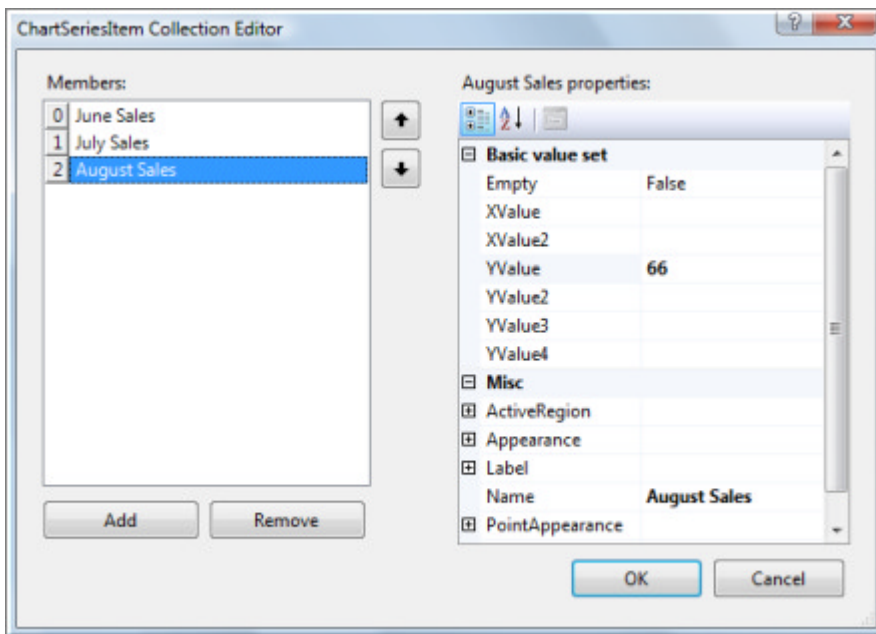 ChartSeriesItem Collection Editor
Members:
0 June Sales
1 July Sales
2 August Sales
Add Remove
August Sales properties:
Basic value set
Empty False
XValue
XValue2
YValue 66
YValue2
YValue3
YValue4
Misc
ActiveRegion
Appearance
Label
Name August Sales
PointAppearance
OK Cancel